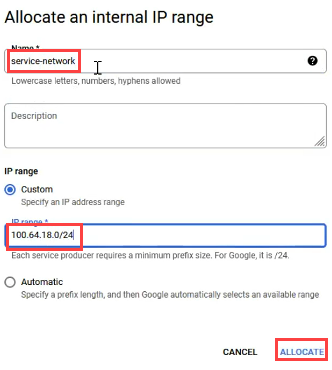 Allocate an internal IP range
Name *
service-network
Lowercase letters, numbers, hyphens allowed
Description
IP range
Custom
Specify an IP address range
IP range *
100.64.18.0/24
Each service producer requires a minimum prefix size. For Google, it is /24.
Automatic
Specify a prefix length, and then Google automatically selects an available range
CANCEL
ALLOCATE